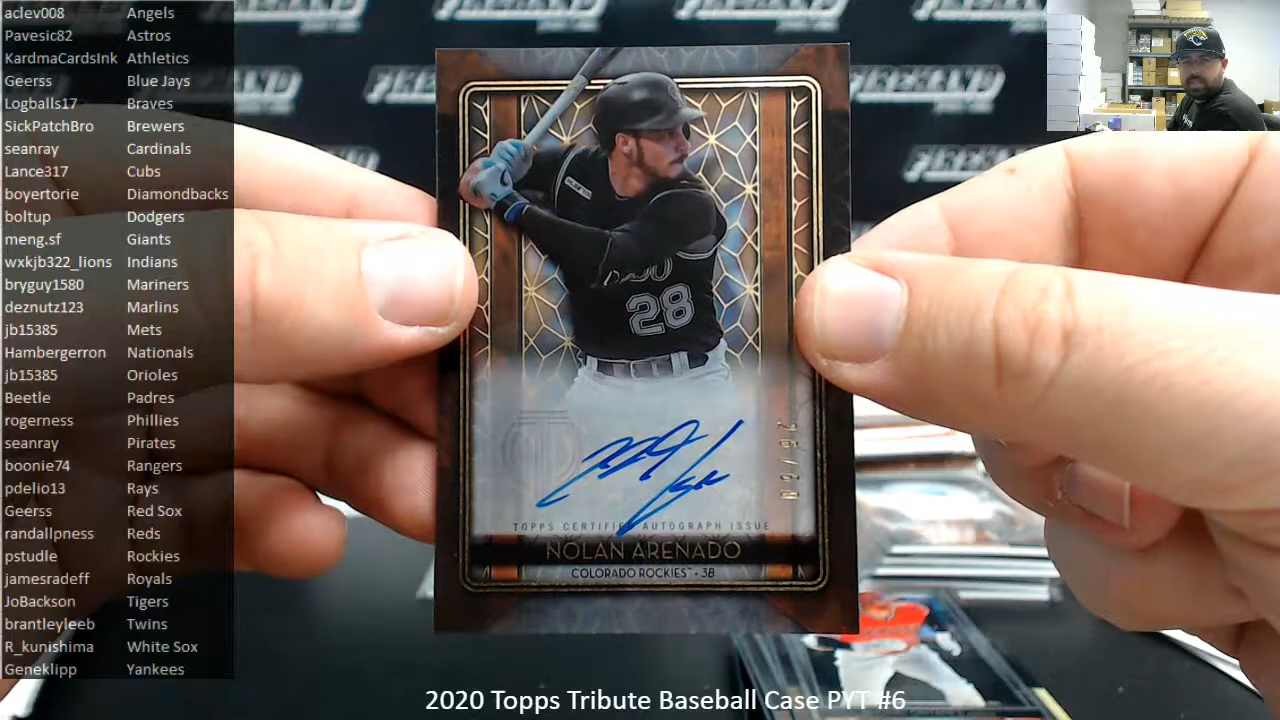 aclev008 Angels
Pavesic82 Astros
KardmaCardsInk Athletics
Geerss Blue Jays
Logballs17 Braves
SickPatchBro Brewers
seanray Cardinals
Lance317 Cubs
boyertorie Diamondbacks
boltup Dodgers
meng.sf Giants
wxkjb322_lions Indians
bryguy1580 Mariners
deznutz123 Marlins
jb15385 Mets
Hambergerron Nationals
jb15385 Orioles
Beetle Padres
rogerness Phillies
seanray Pirates
boonie74 Rangers
pdelio13 Rays
Geerss Red Sox
randallpness Reds
pstudle Rockies
jamesradeff Royals
JoBackson Tigers
brantleyleeb Twins
R_kunishima White Sox
Geneklipp Yankees
28
TOPPS CERTIFIED AUTOGRAPH ISSUE
NOLAN ARENADO
COLORADO ROCKIES™ • 3B
2020 Topps Tribute Baseball Case PYT #6